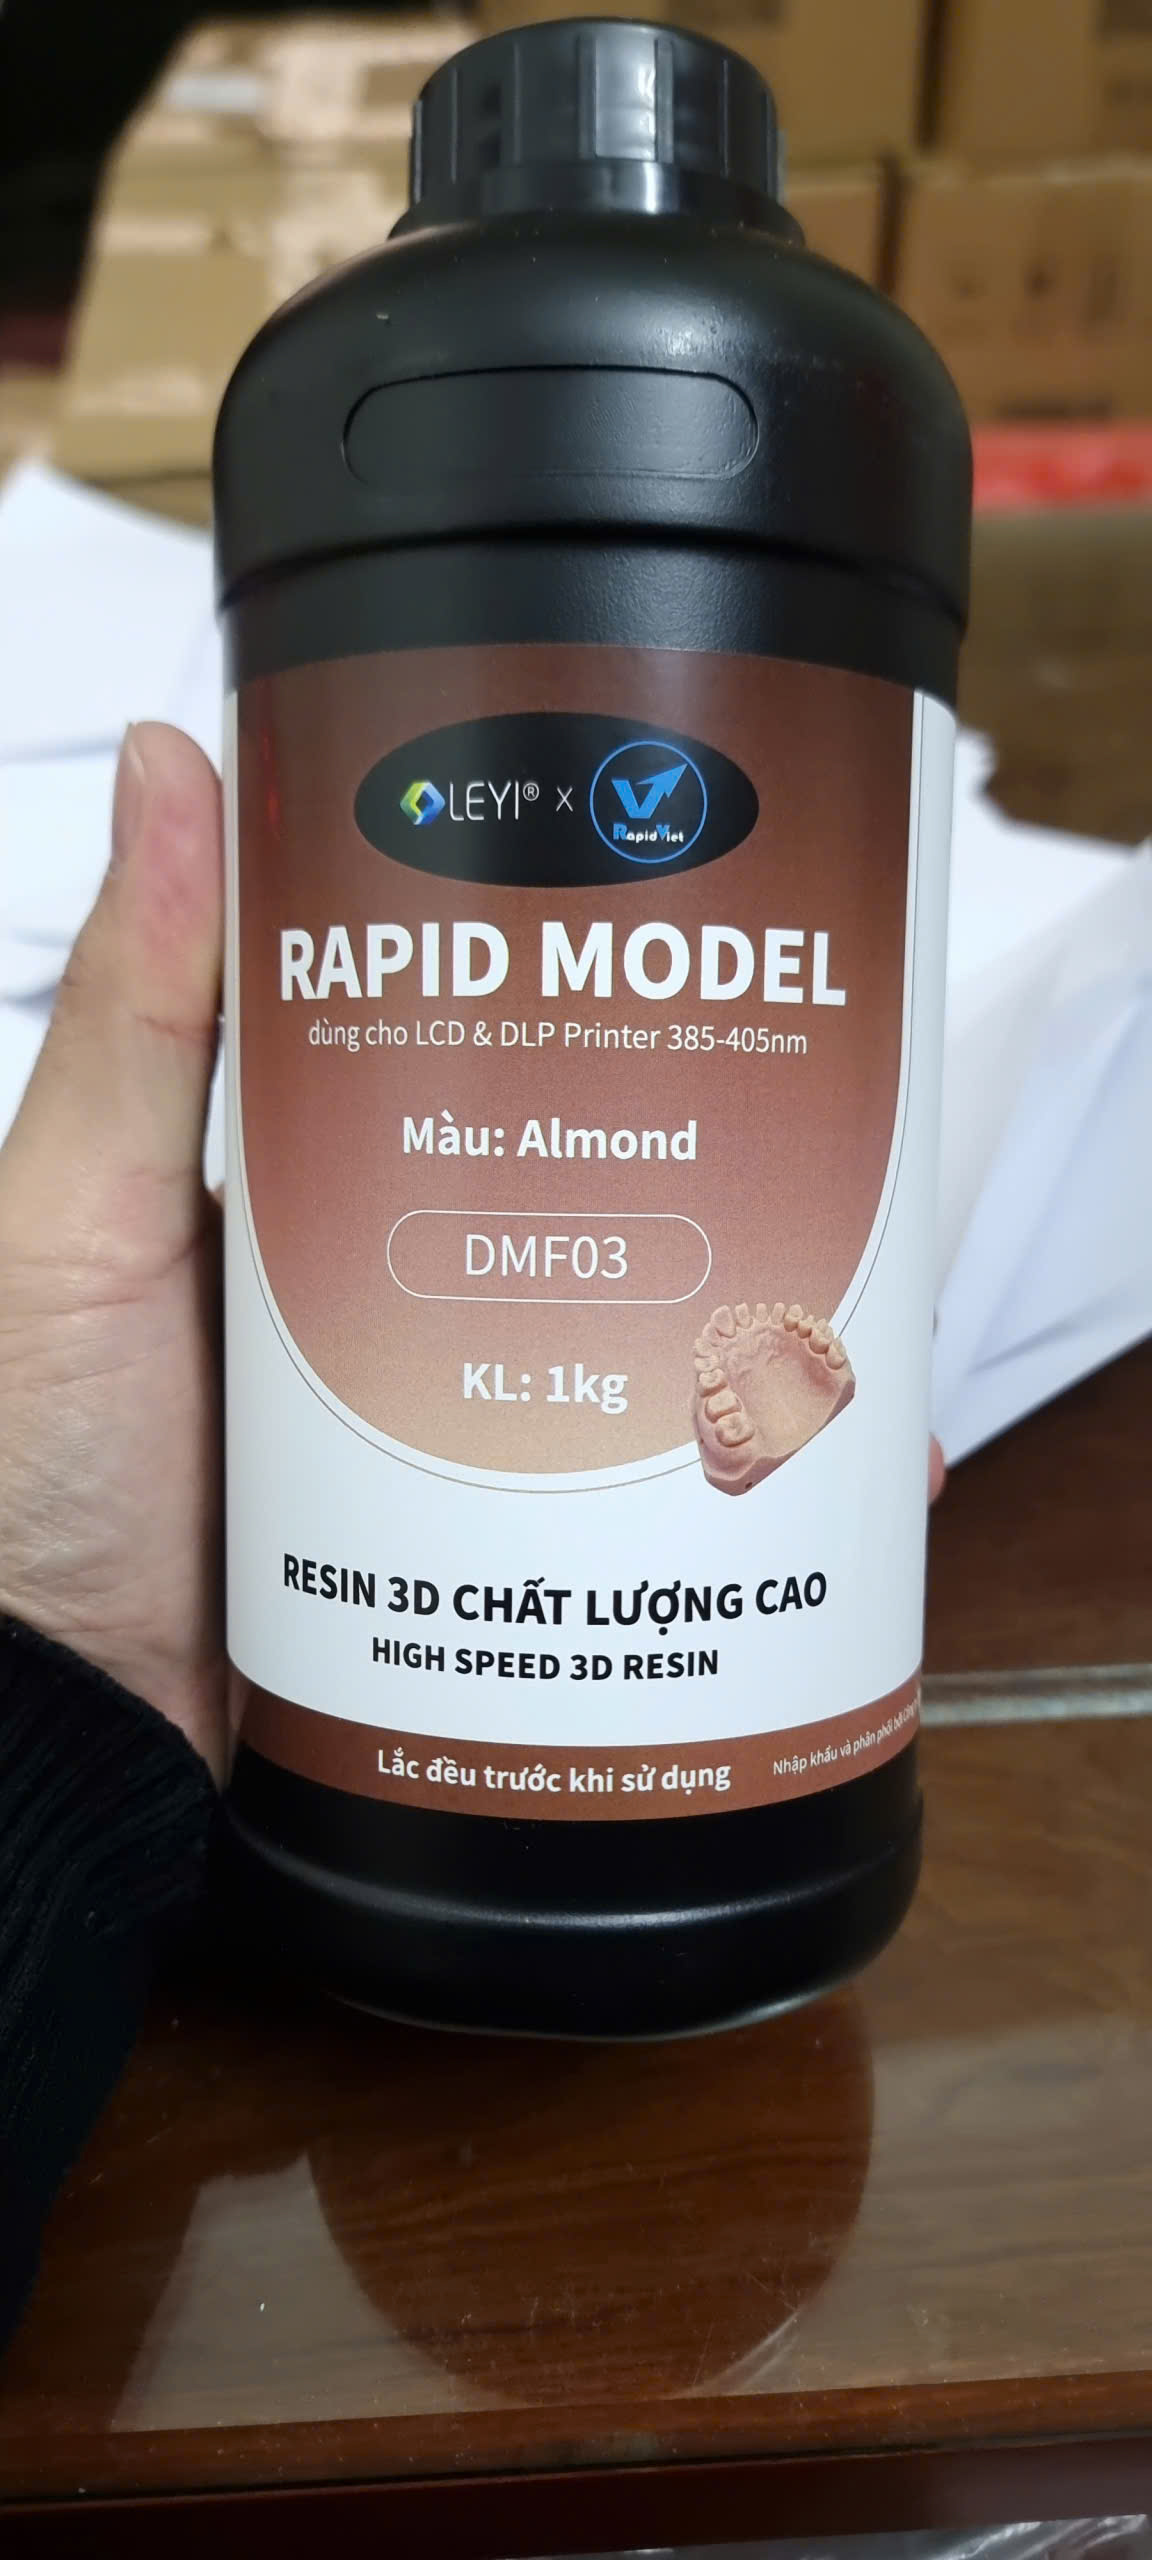 LEYI® X
RapidViet
RAPID MODEL
dùng cho LCD & DLP Printer 385-405nm
Màu: Almond
DMF03
KL: 1kg
RESIN 3D CHẤT LƯỢNG CAO
HIGH SPEED 3D RESIN
Lắc đều trước khi sử dụng
Nhập khẩu và phân phối bởi